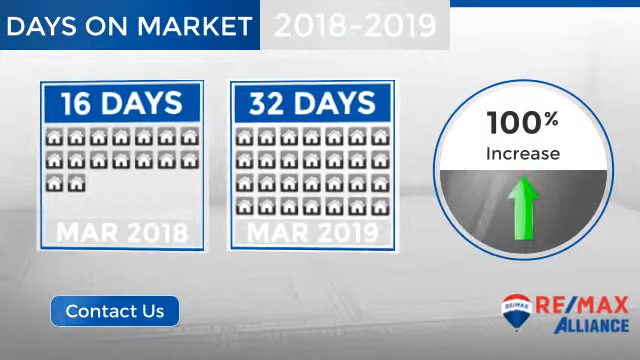 DAYS ON MARKET 2018-2019
16 DAYS
MAR 2018
32 DAYS
MAR 2019
100%
Increase
Contact Us
RE/MAX
RE/MAX
ALLIANCE